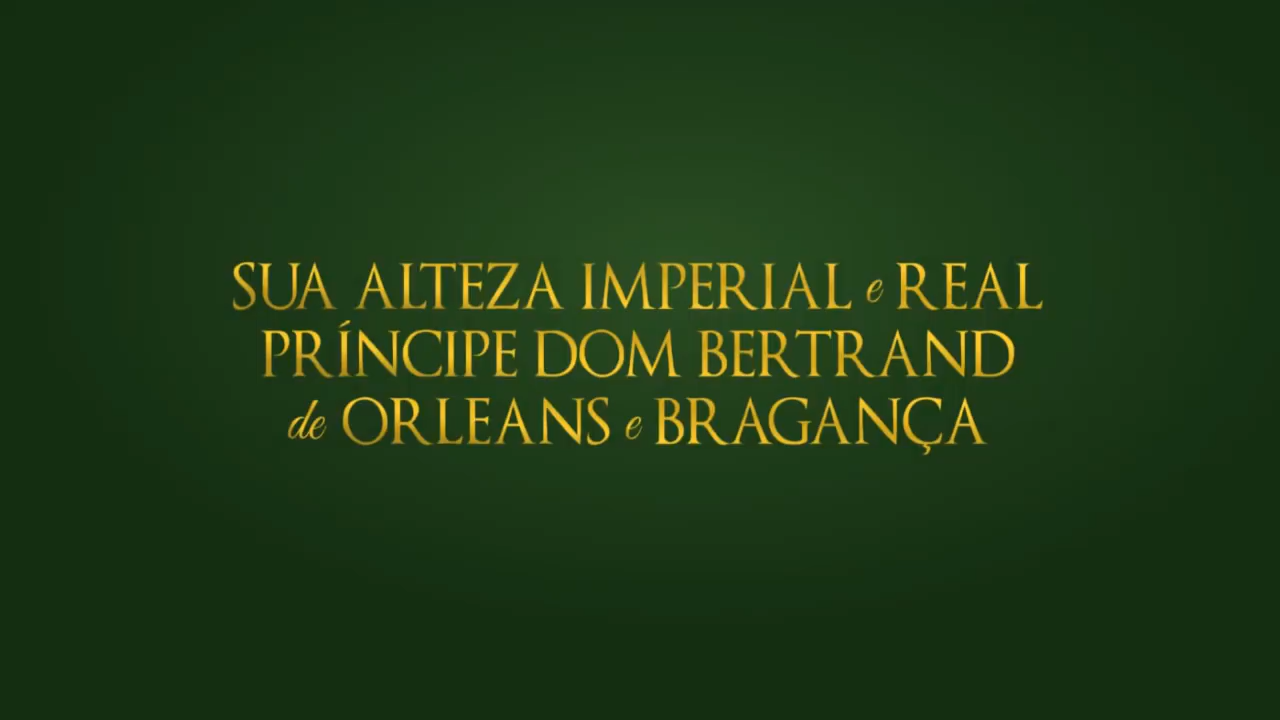 SUA ALTEZA IMPERIAL e REAL
PRÍNCIPE DOM BERTRAND
de ORLEANS e BRAGANÇA